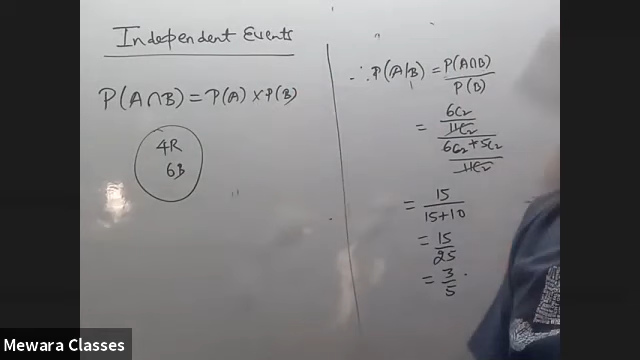 Independent Events
P(A∩B) = P(A) × P(B)
4R
6B
∴ P(A/B) = P(A∩B)
P(B)
= 6C2
11C2
6C2 + 5C2
11C2
= 15
15+10
= 15
25
= 3
5
Mewara Classes